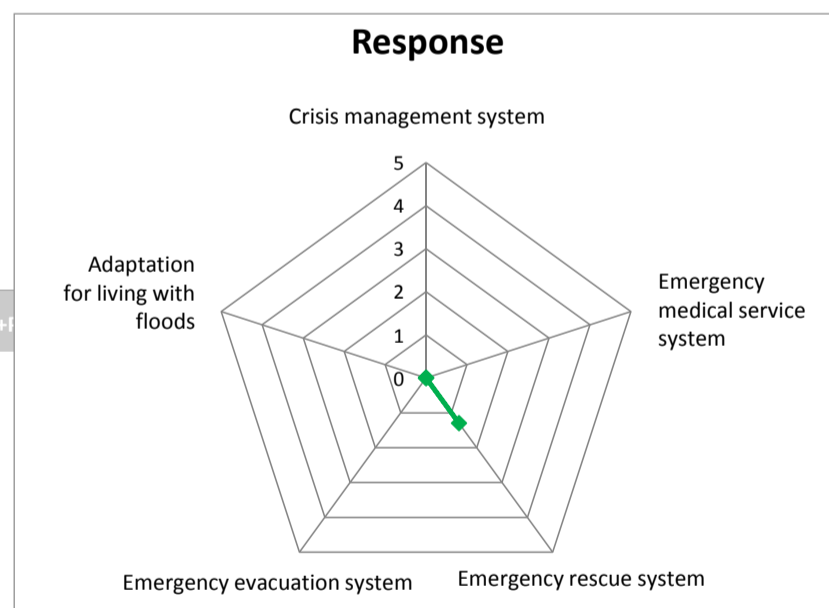 Response
Crisis management system
5
4
3
2
1
0
Adaptation
for living with
floods
Emergency
medical service
system
Emergency evacuation system
Emergency rescue system